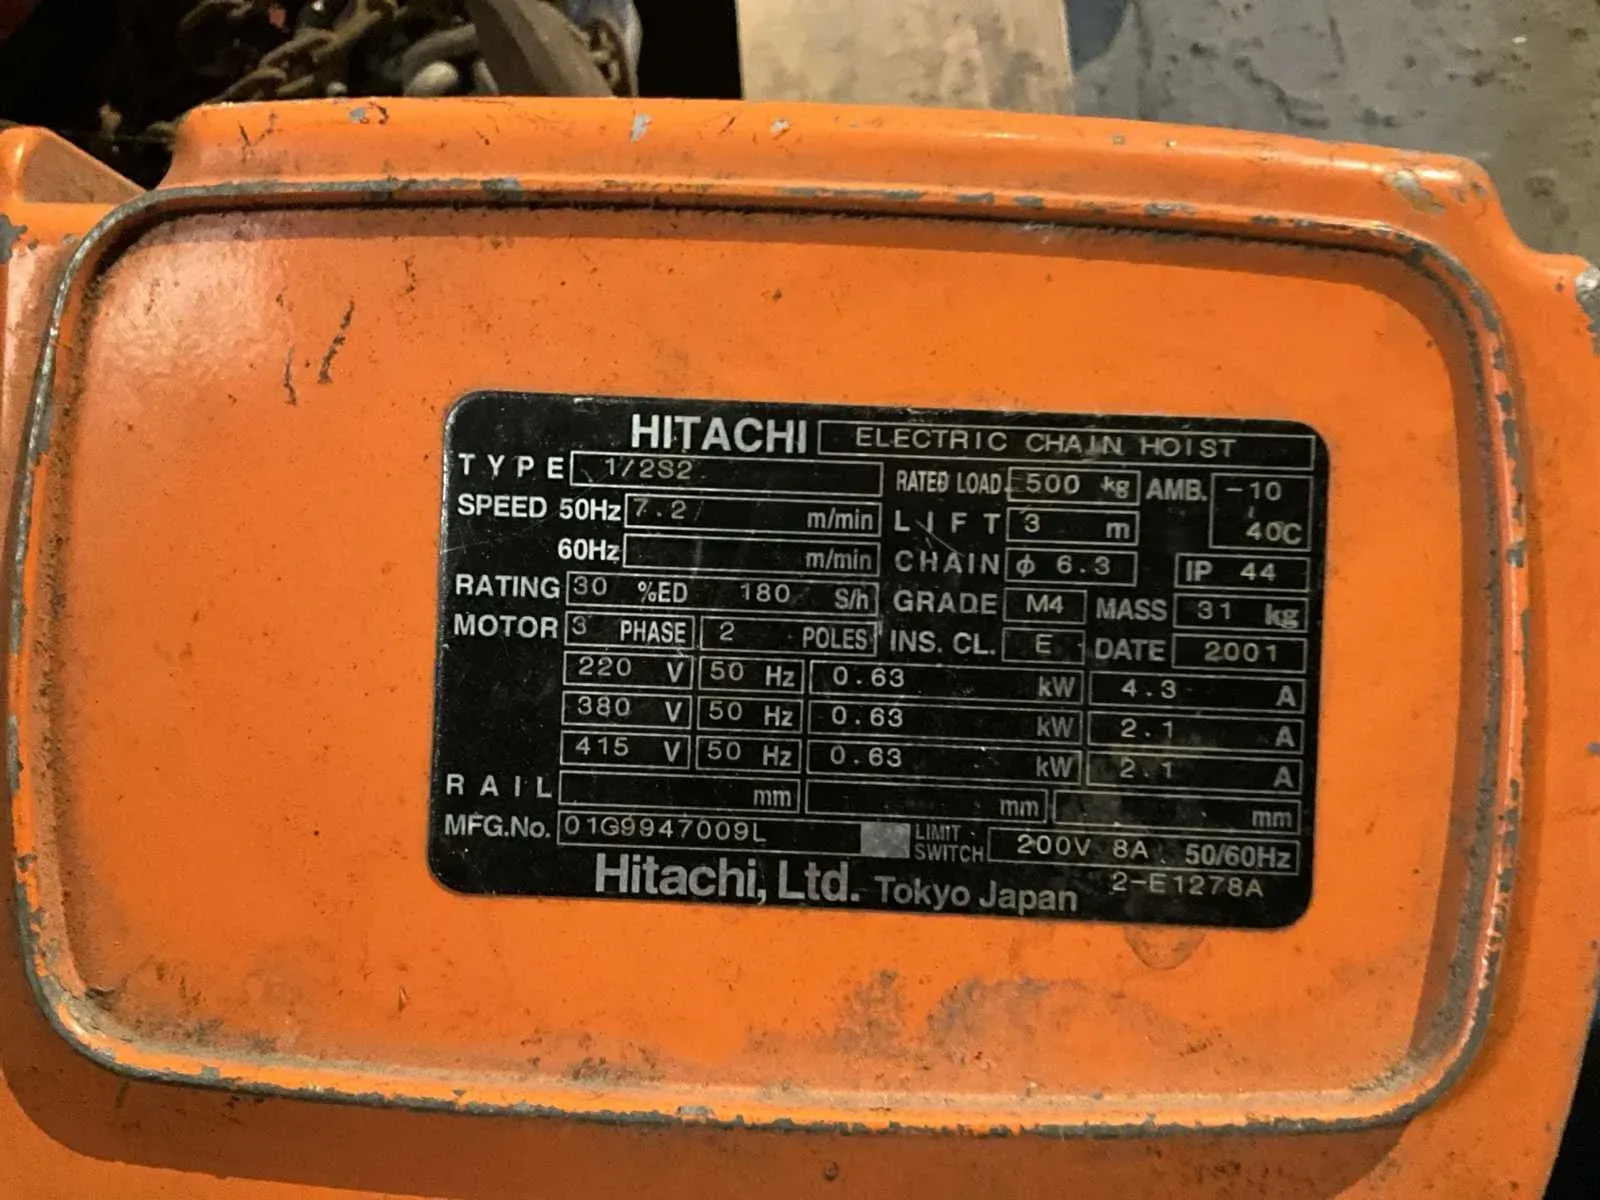 HITACHI ELECTRIC CHAIN HOIST
TYPE 1/2S2 RATED LOAD 500 kg AMB. -10
SPEED 50Hz 7.2 m/min LIFT 3 m 40C
60Hz m/min CHAIN φ 6.3 IP 44
RATING 30 %ED 180 S/h GRADE M4 MASS 31 kg
MOTOR 3 PHASE 2 POLES INS. CL. E DATE 2001
220 V 50 Hz 0.63 kW 4.3 A
380 V 50 Hz 0.63 kW 2.1 A
415 V 50 Hz 0.63 kW 2.1 A
RAIL mm mm mm
MFG.No. 01G9947009L LIMIT SWITCH 200V 8A 50/60Hz
Hitachi, Ltd. Tokyo Japan 2-E1278A